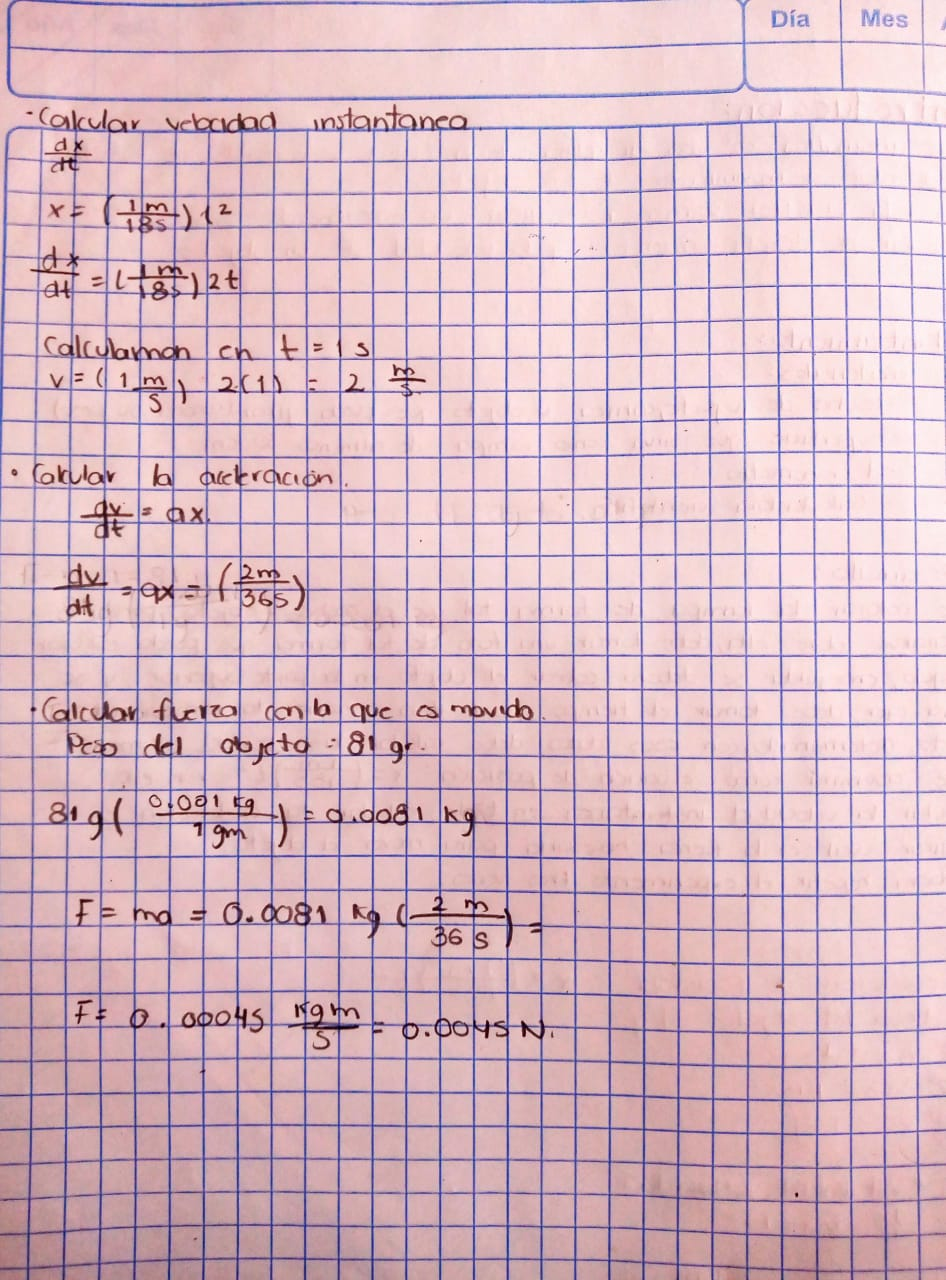 Día Mes
· Calcular velocidad instantanea.
dx/dt
x = (1m/18s) t²
dx/dt = (1m/18s) 2t
Calculamon en t = 1 s
v = (1 m/s) 2(1) = 2 m/s.
• Calcular la aceleración.
dv/dt = ax.
dv/dt = ax = (2m/36s)
· Calcular fuerza con la que es movido.
Peso del objeto: 81 gr.
81 g (0.001 kg/1 gm) = 0.0081 kg
F = ma = 0.0081 kg (2 m/36 s) =
F = 0.00045 kgm/s = 0.0045 N.